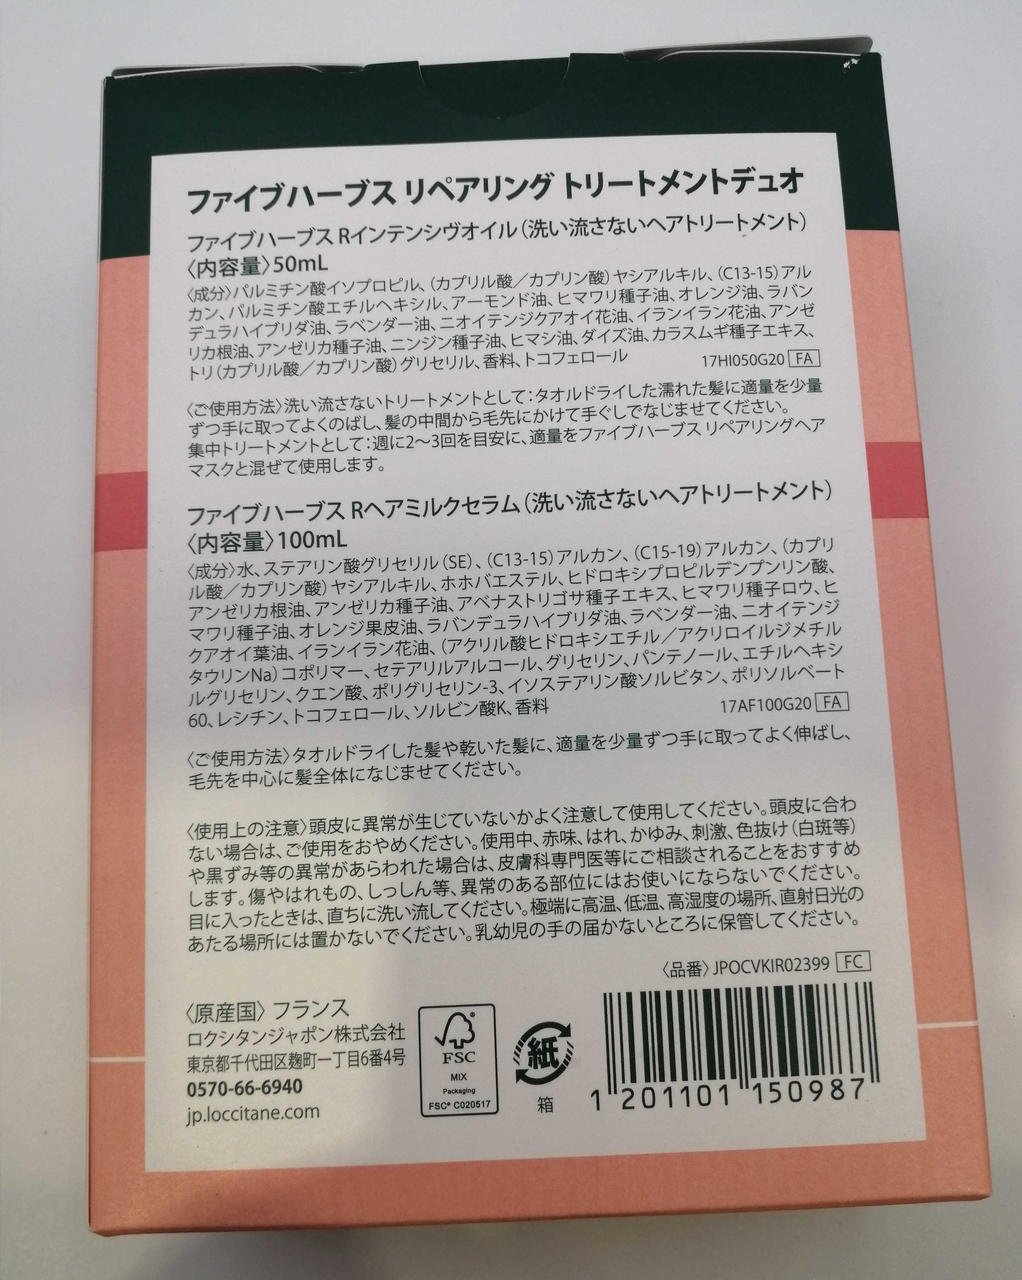 ファイブハーブス リペアリング トリートメントデュオ
ファイブハーブス Rインテンシヴオイル（洗い流さないヘアトリートメント）
〈内容量〉50mL
〈成分〉パルミチン酸イソプロピル、（カプリル酸／カプリン酸）ヤシアルキル、（C13-15）アル
カン、パルミチン酸エチルヘキシル、アーモンド油、ヒマワリ種子油、オレンジ油、ラバン
デュラハイブリダ油、ラベンダー油、ニオイテンジクアオイ花油、イランイラン花油、アンゼ
リカ根油、アンゼリカ種子油、ニンジン種子油、ヒマシ油、ダイズ油、カラスムギ種子エキス、
トリ（カプリル酸／カプリン酸）グリセリル、香料、トコフェロール 17HI050G20 FA
〈ご使用方法〉洗い流さないトリートメントとして：タオルドライした濡れた髪に適量を少量
ずつ手に取ってよくのばし、髪の中間から毛先にかけて手ぐしでなじませてください。
集中トリートメントとして：週に2〜3回を目安に、適量をファイブハーブス リペアリングヘア
マスクと混ぜて使用します。
ファイブハーブス Rヘアミルクセラム（洗い流さないヘアトリートメント）
〈内容量〉100mL
〈成分〉水、ステアリン酸グリセリル（SE）、（C13-15）アルカン、（C15-19）アルカン、（カプリ
ル酸／カプリン酸）ヤシアルキル、ホホバエステル、ヒドロキシプロピルデンプンリン酸、
アンゼリカ根油、アンゼリカ種子油、アベナストリゴサ種子エキス、ヒマワリ種子ロウ、ヒ
マワリ種子油、オレンジ果皮油、ラバンデュラハイブリダ油、ラベンダー油、ニオイテンジ
クアオイ葉油、イランイラン花油、（アクリル酸ヒドロキシエチル／アクリロイルジメチル
タウリンNa）コポリマー、セテアリルアルコール、グリセリン、パンテノール、エチルヘキシ
ルグリセリン、クエン酸、ポリグリセリン-3、イソステアリン酸ソルビタン、ポリソルベート
60、レシチン、トコフェロール、ソルビン酸K、香料 17AF100G20 FA
〈ご使用方法〉タオルドライした髪や乾いた髪に、適量を少量ずつ手に取ってよく伸ばし、
毛先を中心に髪全体になじませてください。
〈使用上の注意〉頭皮に異常が生じていないかよく注意して使用してください。頭皮に合わ
ない場合は、ご使用をおやめください。使用中、赤味、はれ、かゆみ、刺激、色抜け（白斑等）
や黒ずみ等の異常があらわれた場合は、皮膚科専門医等にご相談されることをおすすめ
します。傷やはれもの、しっしん等、異常のある部位にはお使いにならないでください。
目に入ったときは、直ちに洗い流してください。極端に高温、低温、高湿度の場所、直射日光の
あたる場所には置かないでください。乳幼児の手の届かないところに保管してください。
〈品番〉JPOCVKIR02399 FC
〈原産国〉フランス
ロクシタンジャポン株式会社
東京都千代田区麹町一丁目6番4号
0570-66-6940
jp.loccitane.com
FSC
MIX
Packaging
FSC® C020517
紙
箱
1 201101 150987